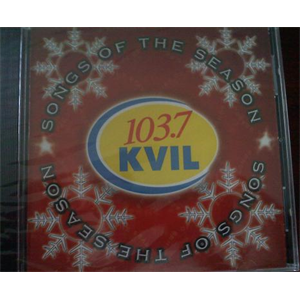 SONGS OF THE SEASON
103.7
KVIL
SONGS OF THE SEASON